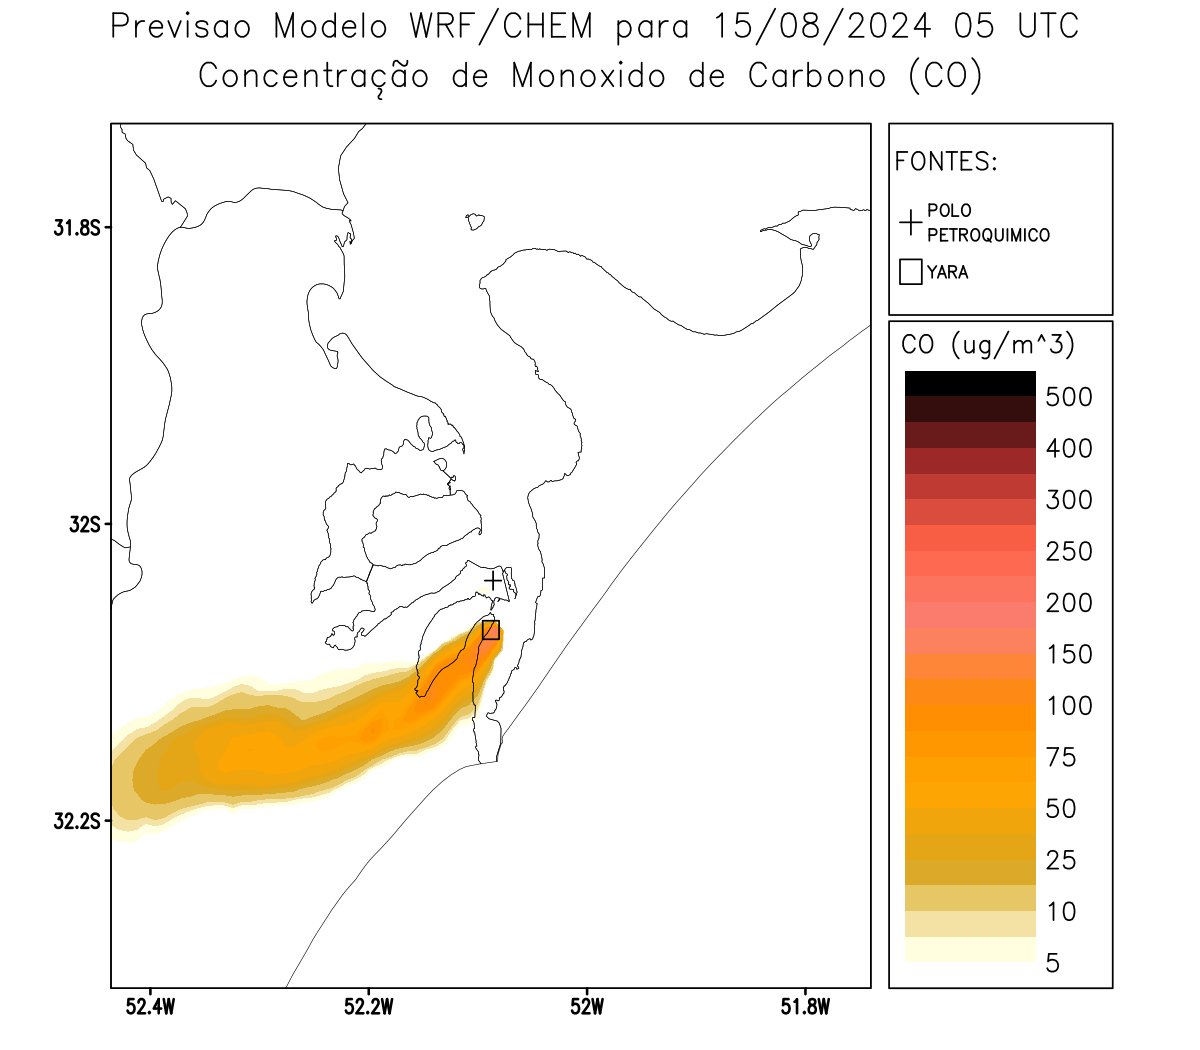 Previsao Modelo WRF/CHEM para 15/08/2024 05 UTC
Concentração de Monoxido de Carbono (CO)
FONTES:
POLO
PETROQUIMICO
YARA
CO (ug/m^3)
500
400
300
250
200
150
100
75
50
25
10
5
31.8S
32S
32.2S
52.4W
52.2W
52W
51.8W